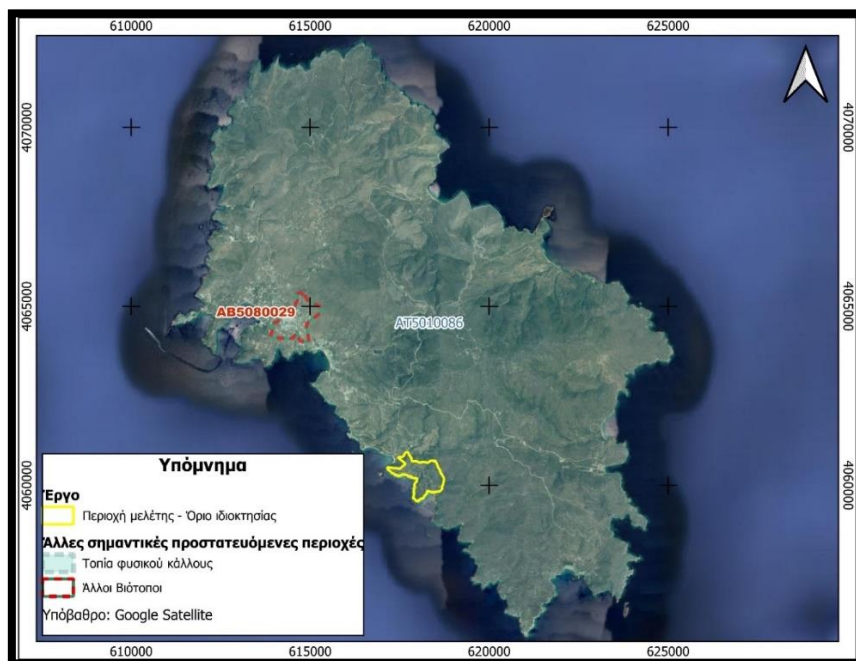 610000 615000 620000 625000
4070000 4070000
4065000 4065000
AB5080029
AT5010086
4060000 4060000
Υπόμνημα
Έργο
Περιοχή μελέτης - Όριο ιδιοκτησίας
Άλλες σημαντικές προστατευόμενες περιοχές
Τοπία φυσικού κάλλους
Άλλοι Βιότοποι
Υπόβαθρο: Google Satellite
610000 615000 620000 625000